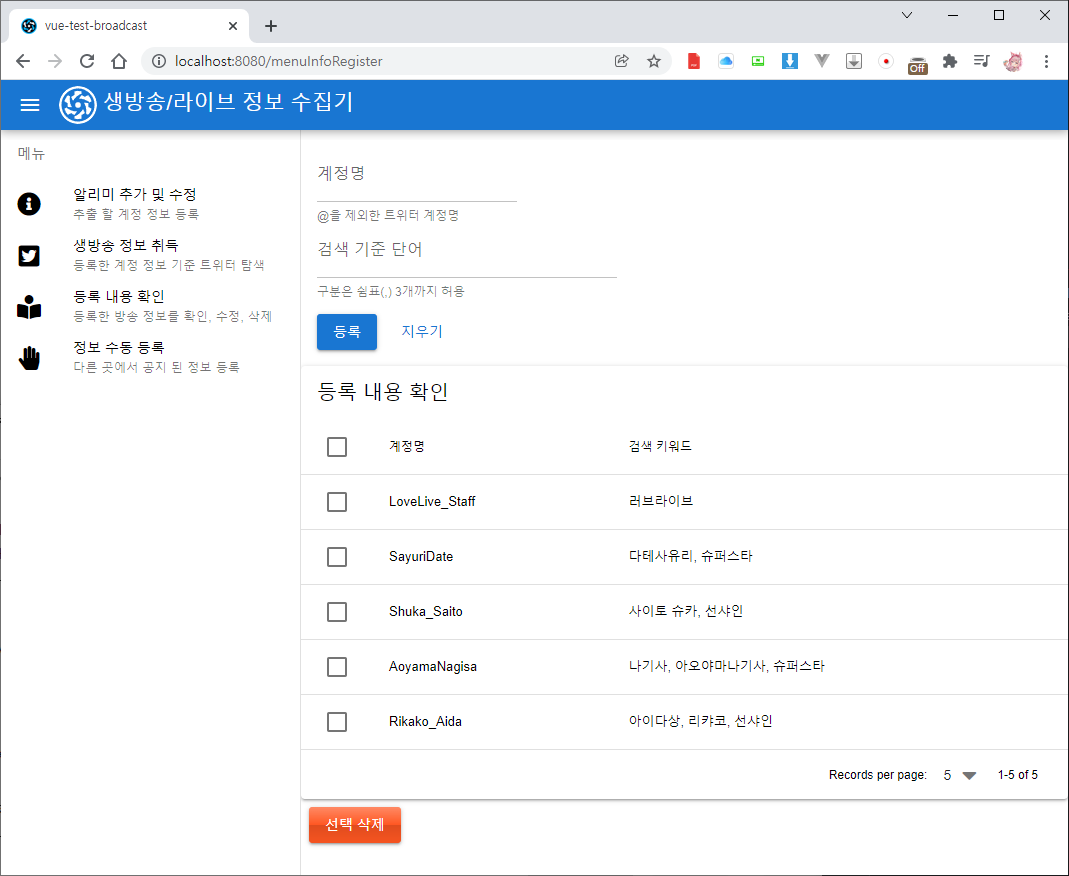 vue-test-broadcast
localhost:8080/menuInfoRegister
Off
생방송/라이브 정보 수집기
메뉴
알리미 추가 및 수정
추출 할 계정 정보 등록
생방송 정보 취득
등록한 계정 정보 기준 트위터 탐색
등록 내용 확인
등록한 방송 정보를 확인, 수정, 삭제
정보 수동 등록
다른 곳에서 공지 된 정보 등록
계정명
@을 제외한 트위터 계정명
검색 기준 단어
구분은 쉼표(,) 3개까지 허용
등록 지우기
등록 내용 확인
계정명 검색 키워드
LoveLive_Staff 러브라이브
SayuriDate 다테사유리, 슈퍼스타
Shuka_Saito 사이토 슈카, 선샤인
AoyamaNagisa 나기사, 아오야마나기사, 슈퍼스타
Rikako_Aida 아이다상, 리캬코, 선샤인
Records per page: 5 1-5 of 5
선택 삭제